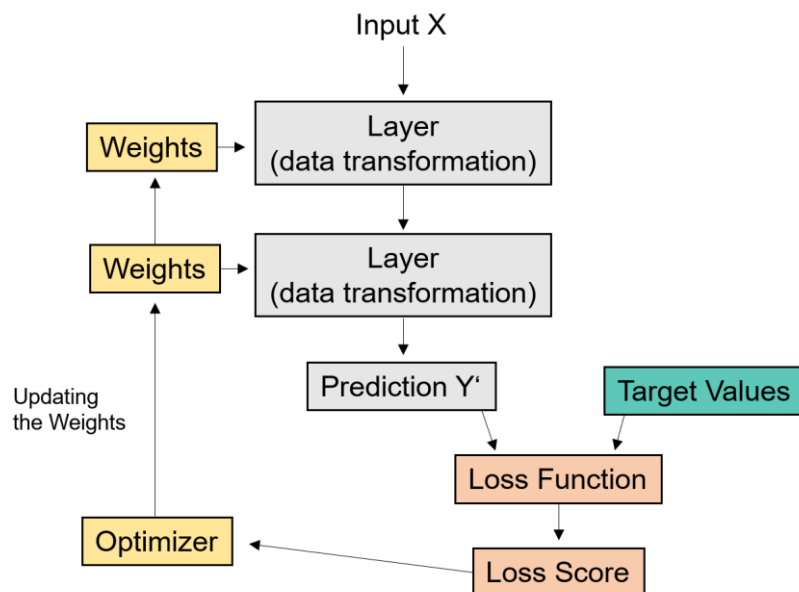 Input X
Layer
(data transformation)
Weights
Layer
(data transformation)
Weights
Prediction Y‘
Target Values
Updating
the Weights
Loss Function
Optimizer
Loss Score